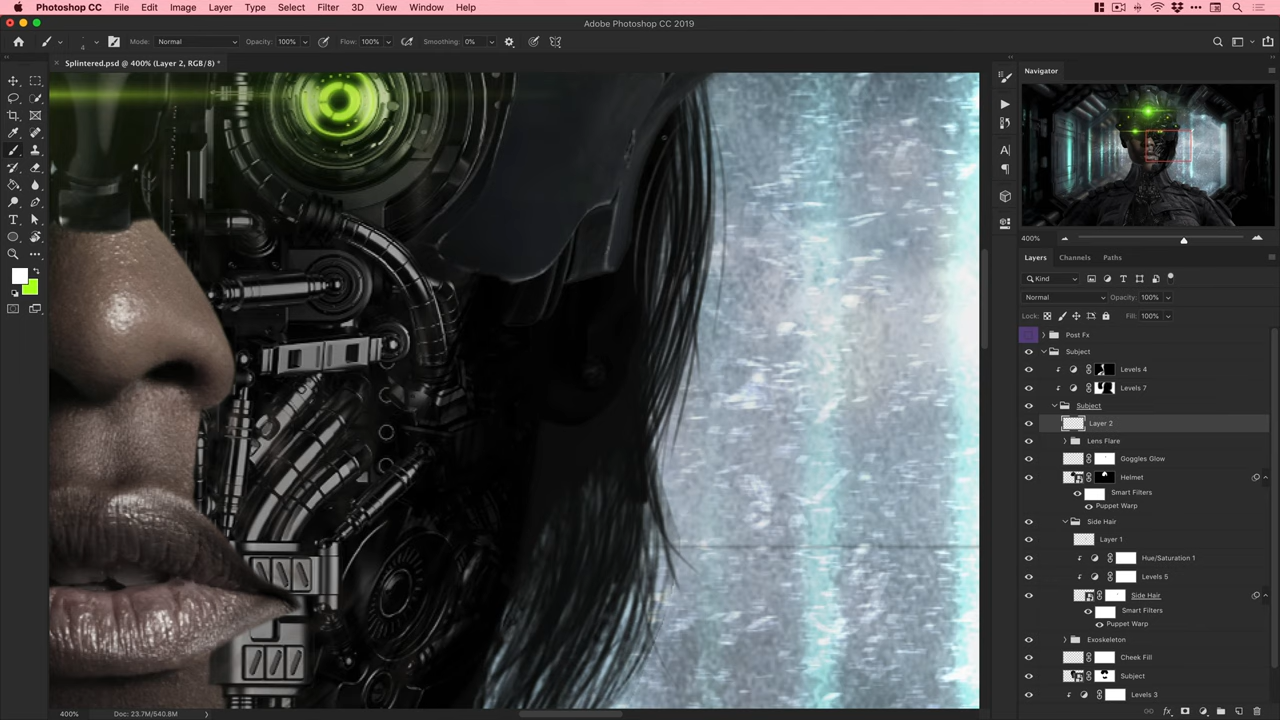 Photoshop CC File Edit Image Layer Type Select Filter 3D View Window Help
Adobe Photoshop CC 2019
4 Mode: Normal Opacity: 100% Flow: 100% Smoothing: 0%
× Splintered.psd @ 400% (Layer 2, RGB/8) *
Navigator
400%
Layers Channels Paths
Kind
Normal Opacity: 100%
Lock: Fill: 100%
Post Fx
Subject
Levels 4
Levels 7
Subject
Layer 2
Lens Flare
Goggles Glow
Helmet
Smart Filters
Puppet Warp
Side Hair
Layer 1
Hue/Saturation 1
Levels 5
Side Hair
Smart Filters
Puppet Warp
Exoskeleton
Cheek Fill
Subject
Levels 3
400% Doc: 23.7M/540.8M